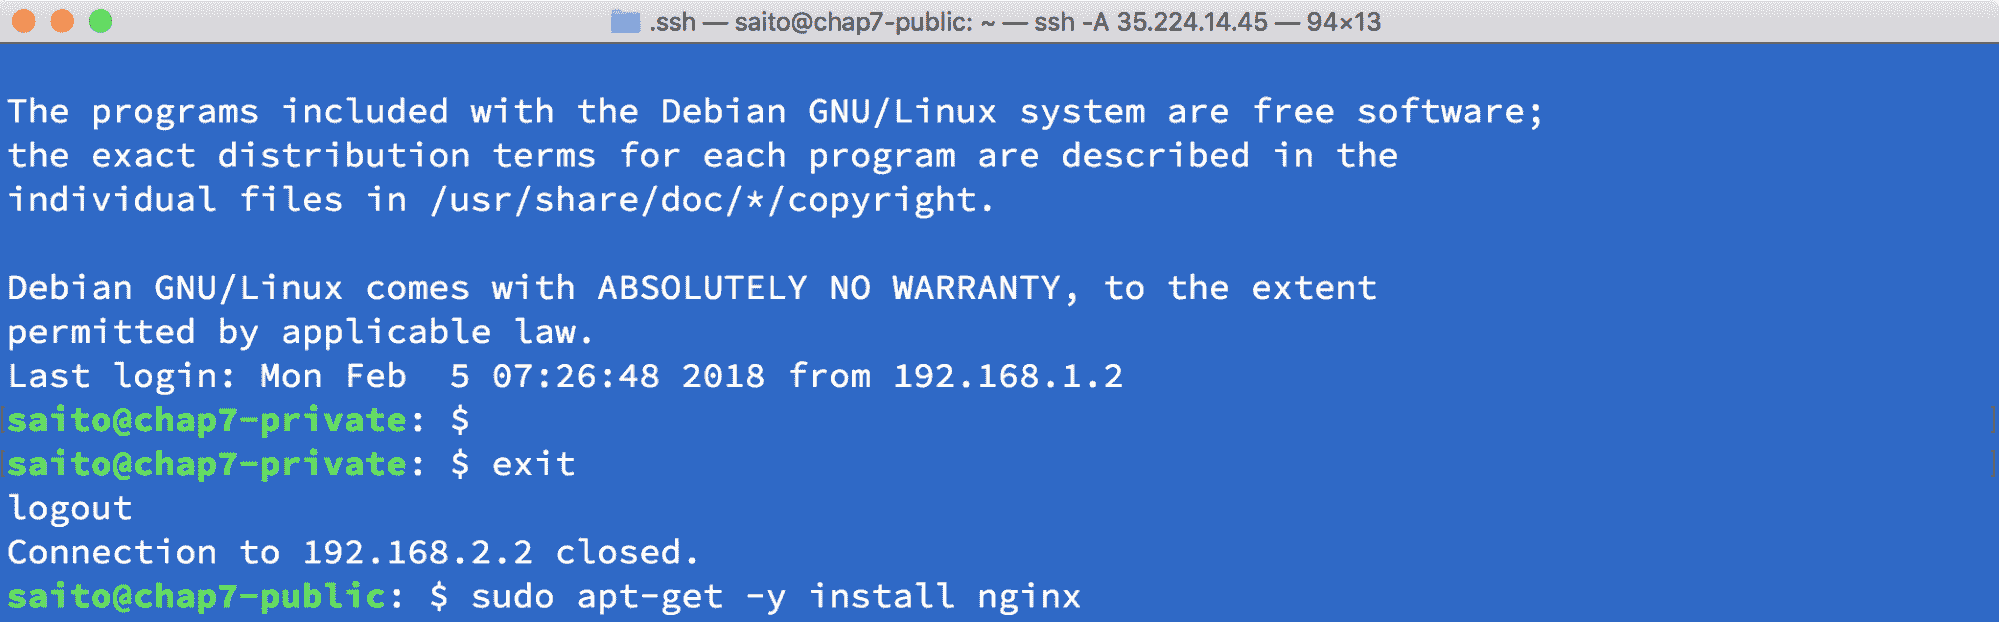 .ssh — saito@chap7-public: ~ — ssh -A 35.224.14.45 — 94×13
The programs included with the Debian GNU/Linux system are free software;
the exact distribution terms for each program are described in the
individual files in /usr/share/doc/*/copyright.
Debian GNU/Linux comes with ABSOLUTELY NO WARRANTY, to the extent
permitted by applicable law.
Last login: Mon Feb  5 07:26:48 2018 from 192.168.1.2
saito@chap7-private: $
saito@chap7-private: $ exit
logout
Connection to 192.168.2.2 closed.
saito@chap7-public: $ sudo apt-get -y install nginx